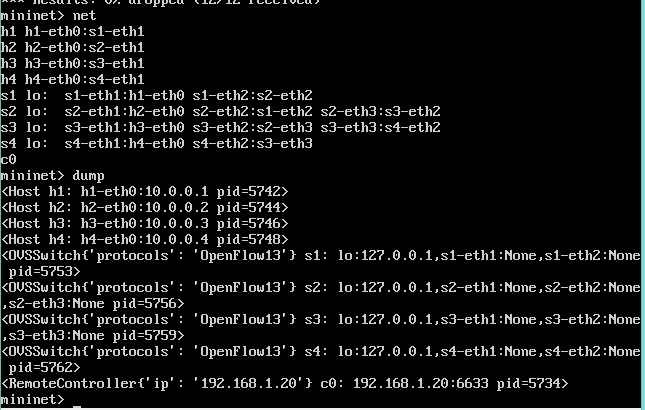 *** Results: 0% dropped (12/12 received)
mininet> net
h1 h1-eth0:s1-eth1
h2 h2-eth0:s2-eth1
h3 h3-eth0:s3-eth1
h4 h4-eth0:s4-eth1
s1 lo:  s1-eth1:h1-eth0 s1-eth2:s2-eth2
s2 lo:  s2-eth1:h2-eth0 s2-eth2:s1-eth2 s2-eth3:s3-eth2
s3 lo:  s3-eth1:h3-eth0 s3-eth2:s2-eth3 s3-eth3:s4-eth2
s4 lo:  s4-eth1:h4-eth0 s4-eth2:s3-eth3
c0
mininet> dump
<Host h1: h1-eth0:10.0.0.1 pid=5742>
<Host h2: h2-eth0:10.0.0.2 pid=5744>
<Host h3: h3-eth0:10.0.0.3 pid=5746>
<Host h4: h4-eth0:10.0.0.4 pid=5748>
<OVSSwitch{'protocols': 'OpenFlow13'} s1: lo:127.0.0.1,s1-eth1:None,s1-eth2:None
 pid=5753>
<OVSSwitch{'protocols': 'OpenFlow13'} s2: lo:127.0.0.1,s2-eth1:None,s2-eth2:None
,s2-eth3:None pid=5756>
<OVSSwitch{'protocols': 'OpenFlow13'} s3: lo:127.0.0.1,s3-eth1:None,s3-eth2:None
,s3-eth3:None pid=5759>
<OVSSwitch{'protocols': 'OpenFlow13'} s4: lo:127.0.0.1,s4-eth1:None,s4-eth2:None
 pid=5762>
<RemoteController{'ip': '192.168.1.20'} c0: 192.168.1.20:6633 pid=5734>
mininet> _